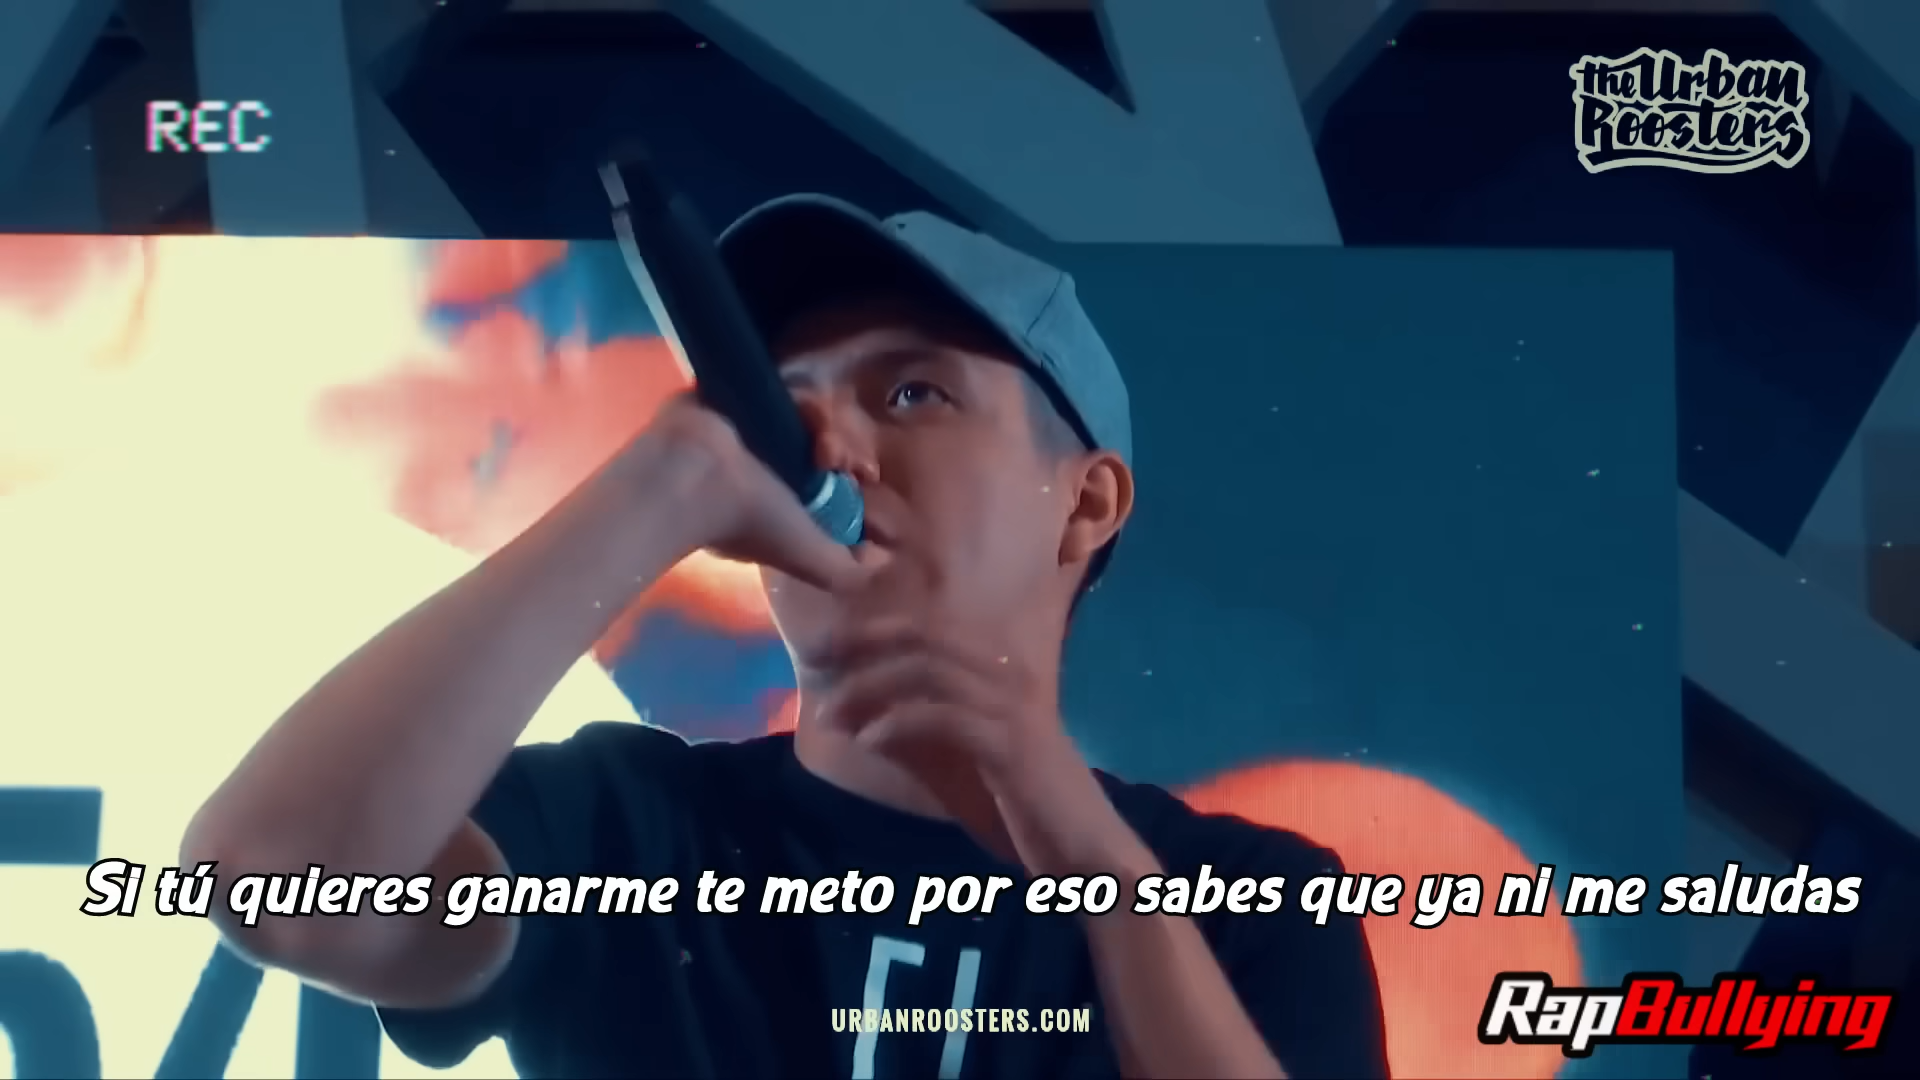 REC
the Urban
Roosters
Si tú quieres ganarme te meto por eso sabes que ya ni me saludas
URBANROOSTERS.COM
RapBullying